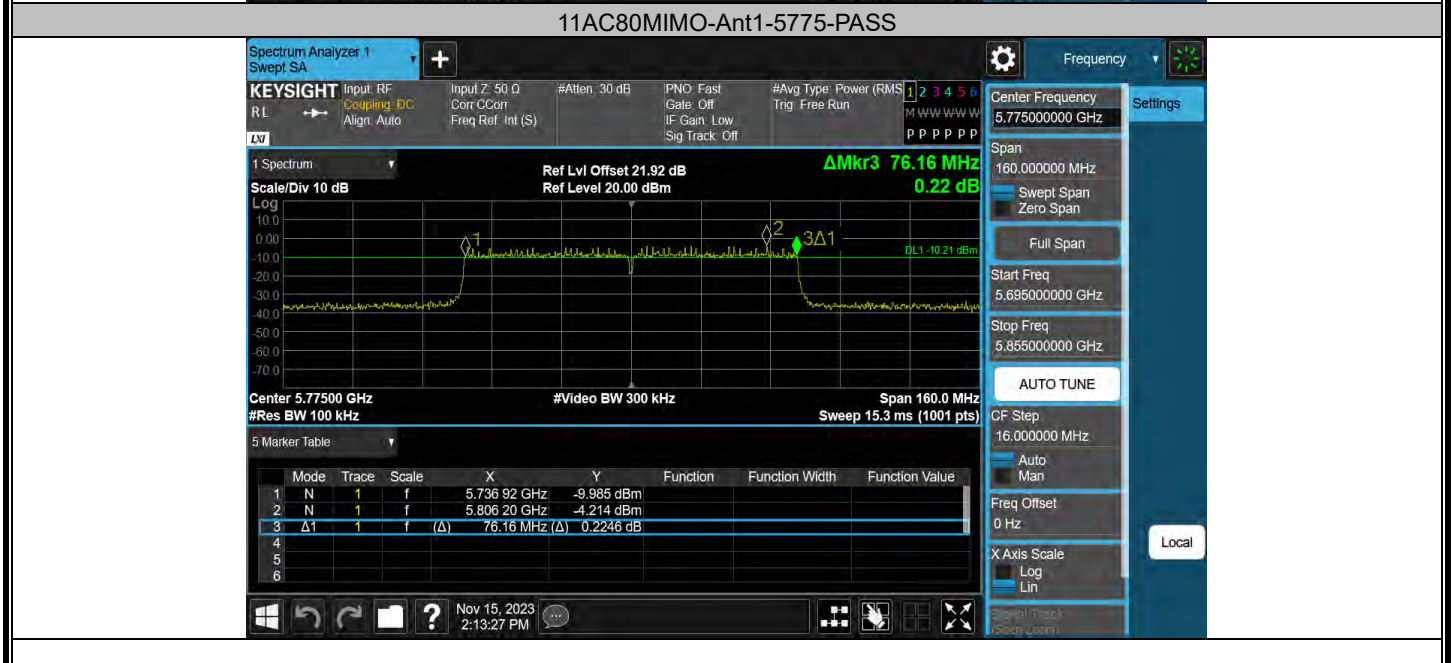 11AC80MIMO-Ant1-5775-PASS
Spectrum Analyzer 1
Swept SA
+
Frequency
KEYSIGHT
RL
LXI
Input: RF
Coupling: DC
Align: Auto
Input Z: 50 Ω
Corr CCorr
Freq Ref: Int (S)
#Atten: 30 dB
PNO: Fast
Gate: Off
IF Gain: Low
Sig Track: Off
#Avg Type: Power (RMS
Trig: Free Run
1 2 3 4 5 6
M W W W W W
P P P P P P
1 Spectrum
Scale/Div 10 dB
Ref Lvl Offset 21.92 dB
Ref Level 20.00 dBm
ΔMkr3 76.16 MHz
0.22 dB
Log
10.0
0.00
-10.0
-20.0
-30.0
-40.0
-50.0
-60.0
-70.0
1
2
3Δ1
DL1 -10.21 dBm
Center 5.77500 GHz
#Res BW 100 kHz
#Video BW 300 kHz
Span 160.0 MHz
Sweep 15.3 ms (1001 pts)
5 Marker Table
Mode Trace Scale X Y Function Function Width Function Value
1 N 1 f 5.736 92 GHz -9.985 dBm
2 N 1 f 5.806 20 GHz -4.214 dBm
3 Δ1 1 f (Δ) 76.16 MHz (Δ) 0.2246 dB
4
5
6
?
Nov 15, 2023
2:13:27 PM
Center Frequency
5.775000000 GHz
Settings
Span
160.000000 MHz
Swept Span
Zero Span
Full Span
Start Freq
5.695000000 GHz
Stop Freq
5.855000000 GHz
AUTO TUNE
CF Step
16.000000 MHz
Auto
Man
Freq Offset
0 Hz
X Axis Scale
Log
Lin
Signal Track
(Span Zoom)
Local